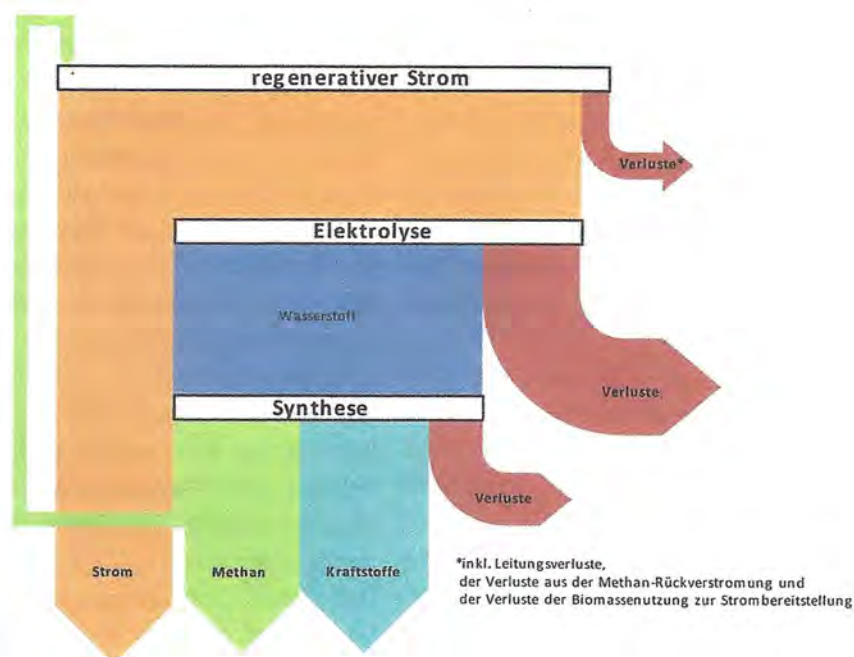 regenerativer Strom
Verluste*
Elektrolyse
Wasserstoff
Verluste
Synthese
Verluste
Strom
Methan
Kraftstoffe
*inkl. Leitungsverluste,
der Verluste aus der Methan-Rückverstromung und
der Verluste der Biomassenutzung zur Strombereitstellung